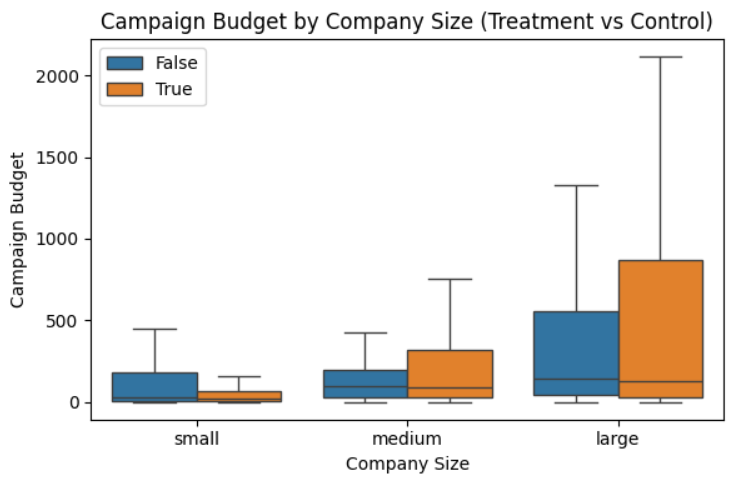 Campaign Budget by Company Size (Treatment vs Control)
False
True
2000
1500
1000
500
0
Campaign Budget
small medium large
Company Size